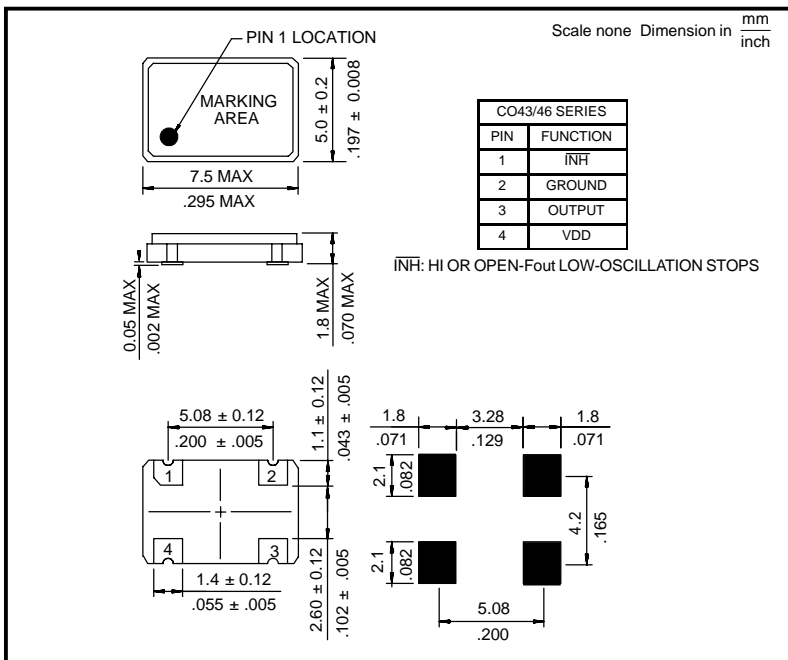 Scale none Dimension in mm
inch
PIN 1 LOCATION
MARKING
AREA
5.0 ± 0.2
.197 ± 0.008
7.5 MAX
.295 MAX
CO43/46 SERIES
PIN FUNCTION
1 I̅N̅H̅
2 GROUND
3 OUTPUT
4 VDD
I̅N̅H̅: HI OR OPEN-Fout LOW-OSCILLATION STOPS
0.05 MAX
.002 MAX
1.8 MAX
.070 MAX
5.08 ± 0.12
.200 ± .005
1.1 ± 0.12
.043 ± .005
1 2
4 3
1.4 ± 0.12
.055 ± .005
2.60 ± 0.12
.102 ± .005
1.8 3.28 1.8
.071 .129 .071
2.1
.082
4.2
.165
2.1
.082
5.08
.200